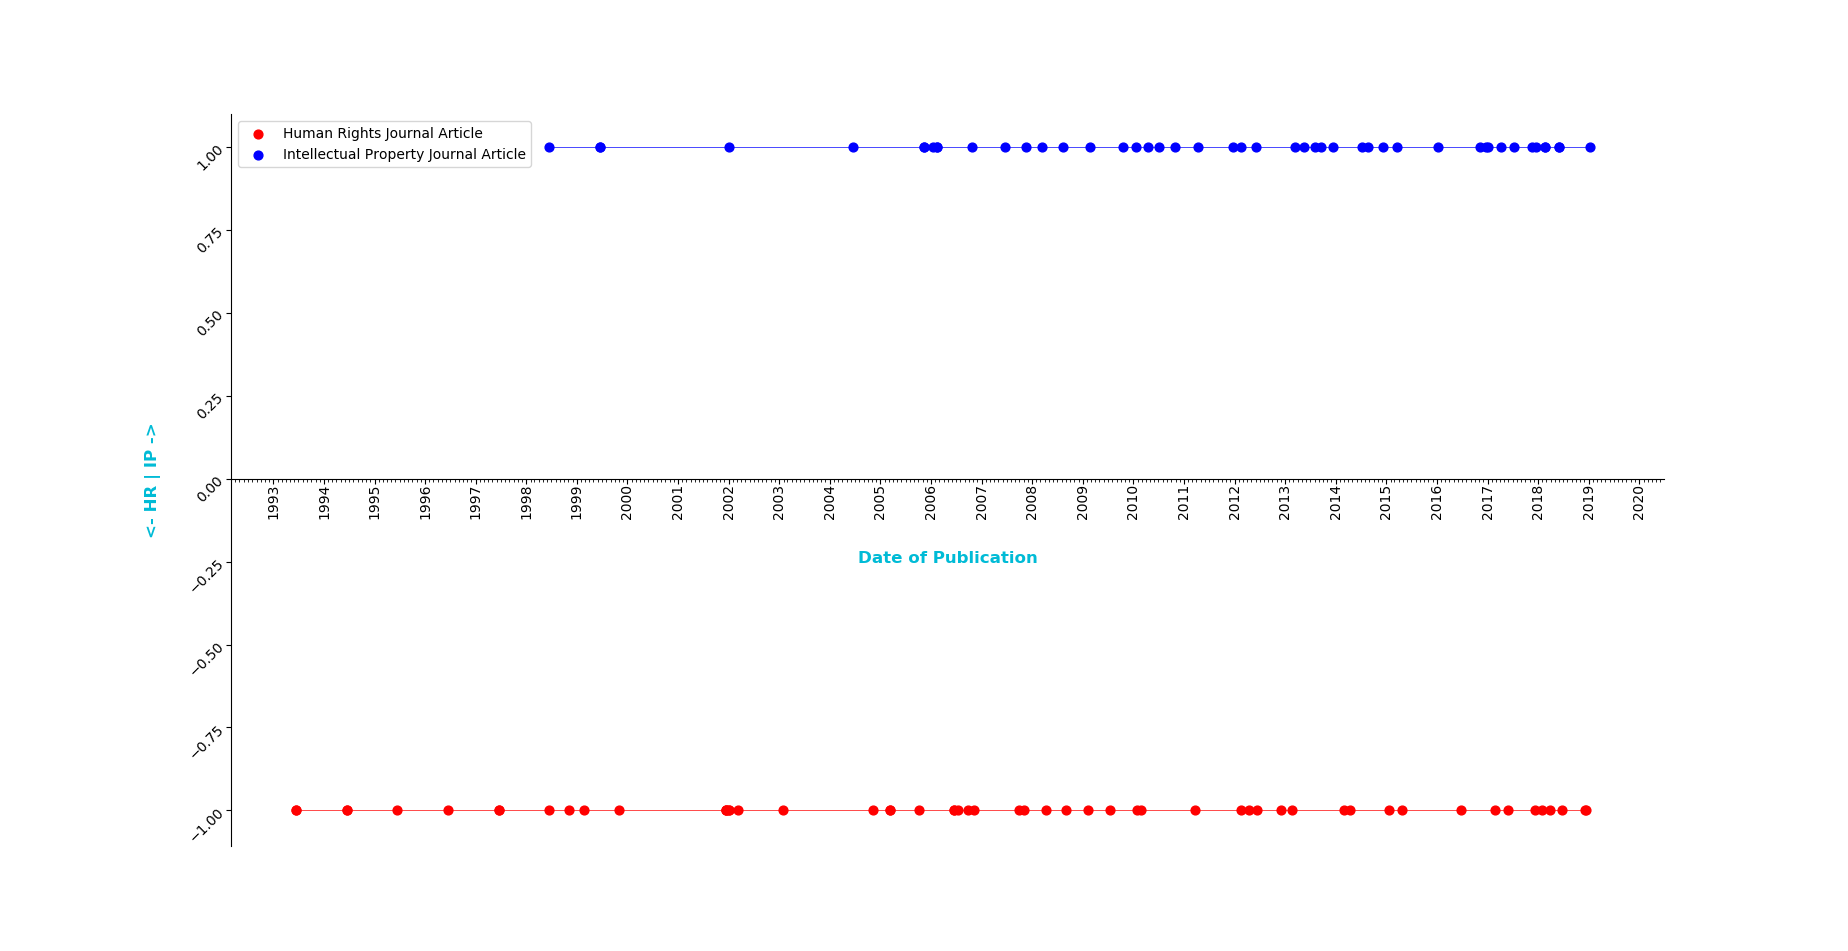 Human Rights Journal Article
Intellectual Property Journal Article
1.00
0.75
0.50
0.25
0.00
−0.25
−0.50
−0.75
−1.00
<- HR | IP ->
1993 1994 1995 1996 1997 1998 1999 2000 2001 2002 2003 2004 2005 2006 2007 2008 2009 2010 2011 2012 2013 2014 2015 2016 2017 2018 2019 2020
Date of Publication